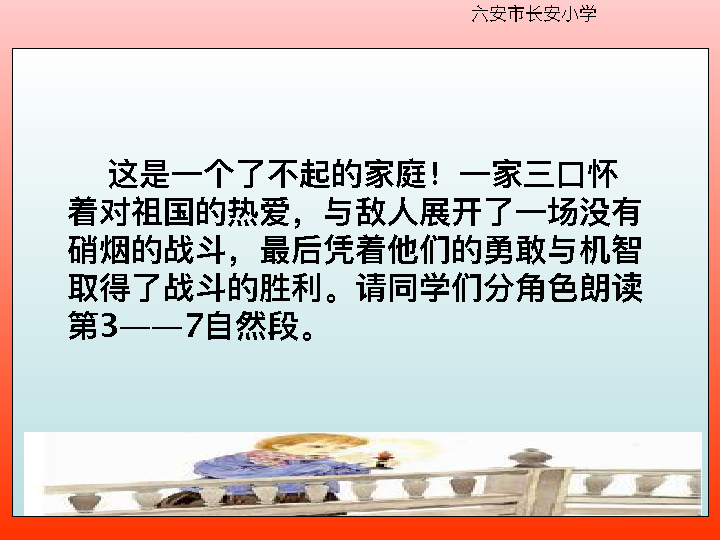 六安市长安小学
这是一个了不起的家庭！一家三口怀
着对祖国的热爱，与敌人展开了一场没有
硝烟的战斗，最后凭着他们的勇敢与机智
取得了战斗的胜利。请同学们分角色朗读
第3——7自然段。